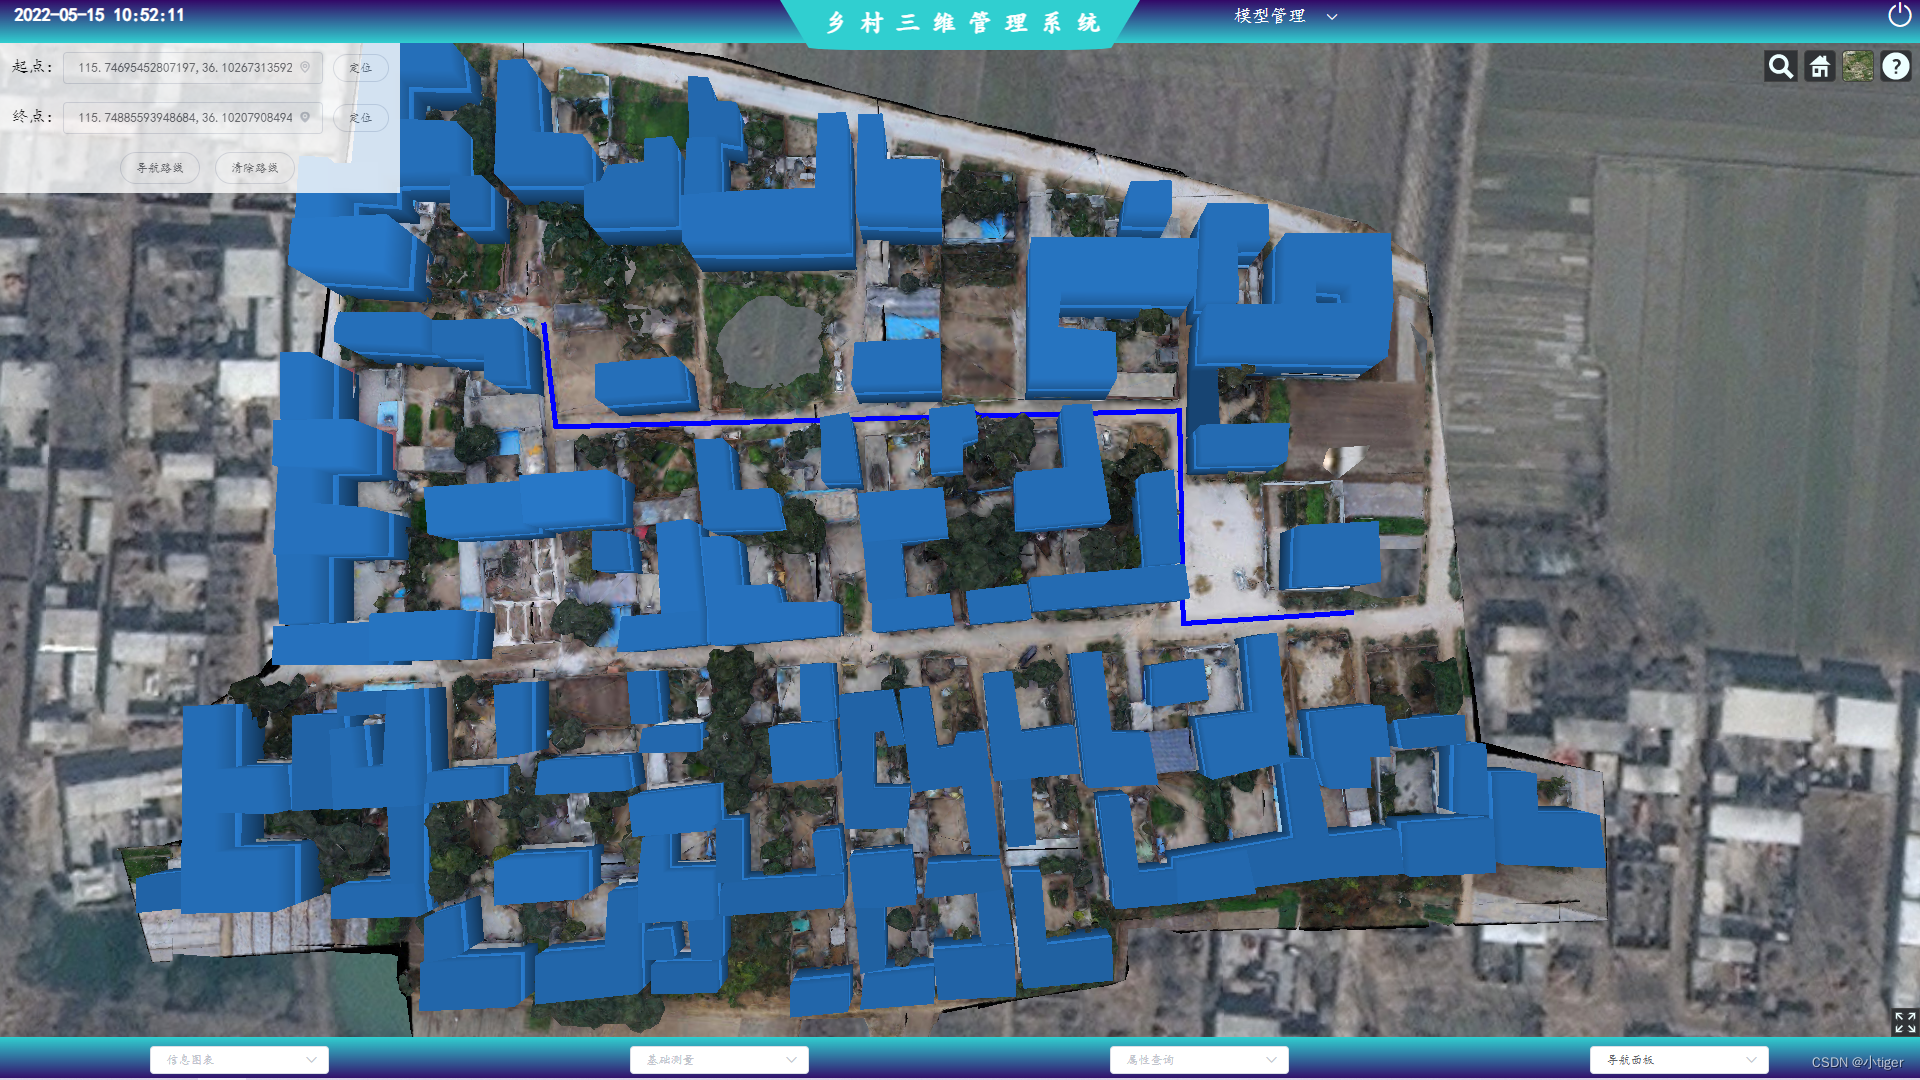 2022-05-15 10:52:11
乡村三维管理系统
模型管理
起点: 115.74695452807197,36.10267313592 定位
终点: 115.74885593948684,36.10207908494 定位
导航路线 清除路线
信息图表
基础测量
属性查询
导航面板
CSDN @小tiger